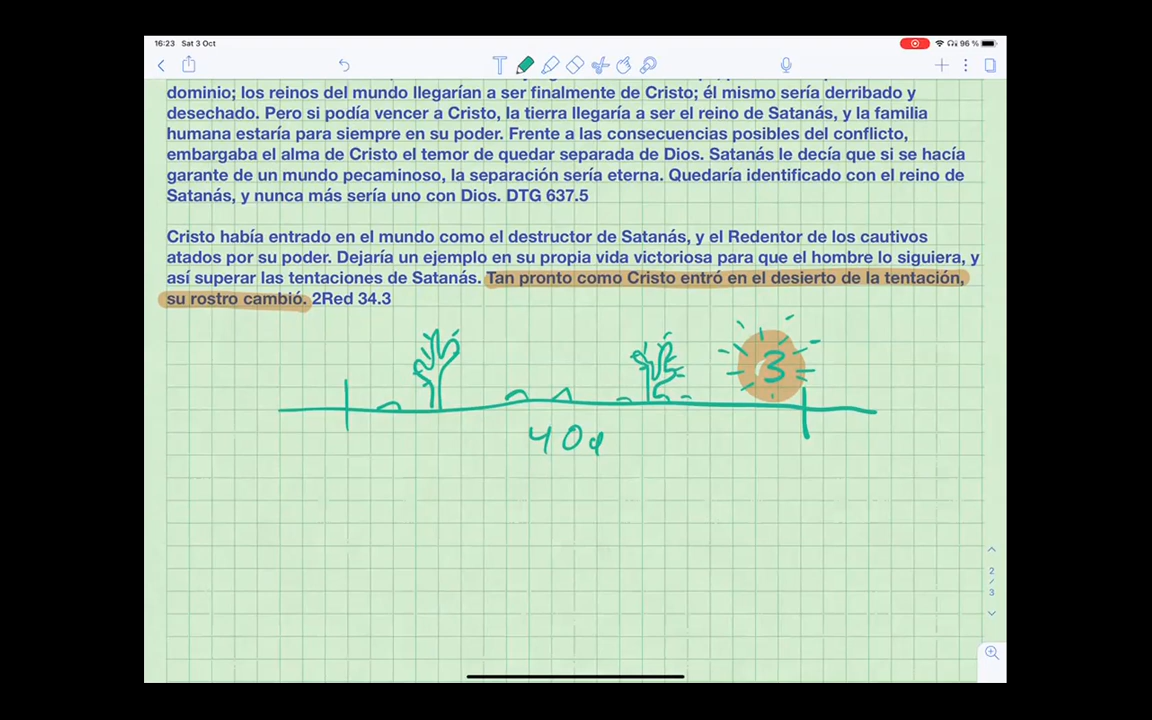 16:23 Sat 3 Oct
96 %
T
dominio; los reinos del mundo llegarían a ser finalmente de Cristo; él mismo sería derribado y
desechado. Pero si podía vencer a Cristo, la tierra llegaría a ser el reino de Satanás, y la familia
humana estaría para siempre en su poder. Frente a las consecuencias posibles del conflicto,
embargaba el alma de Cristo el temor de quedar separada de Dios. Satanás le decía que si se hacía
garante de un mundo pecaminoso, la separación sería eterna. Quedaría identificado con el reino de
Satanás, y nunca más sería uno con Dios. DTG 637.5
Cristo había entrado en el mundo como el destructor de Satanás, y el Redentor de los cautivos
atados por su poder. Dejaría un ejemplo en su propia vida victoriosa para que el hombre lo siguiera, y
así superar las tentaciones de Satanás. Tan pronto como Cristo entró en el desierto de la tentación,
su rostro cambió. 2Red 34.3
3
40d
2
/
3